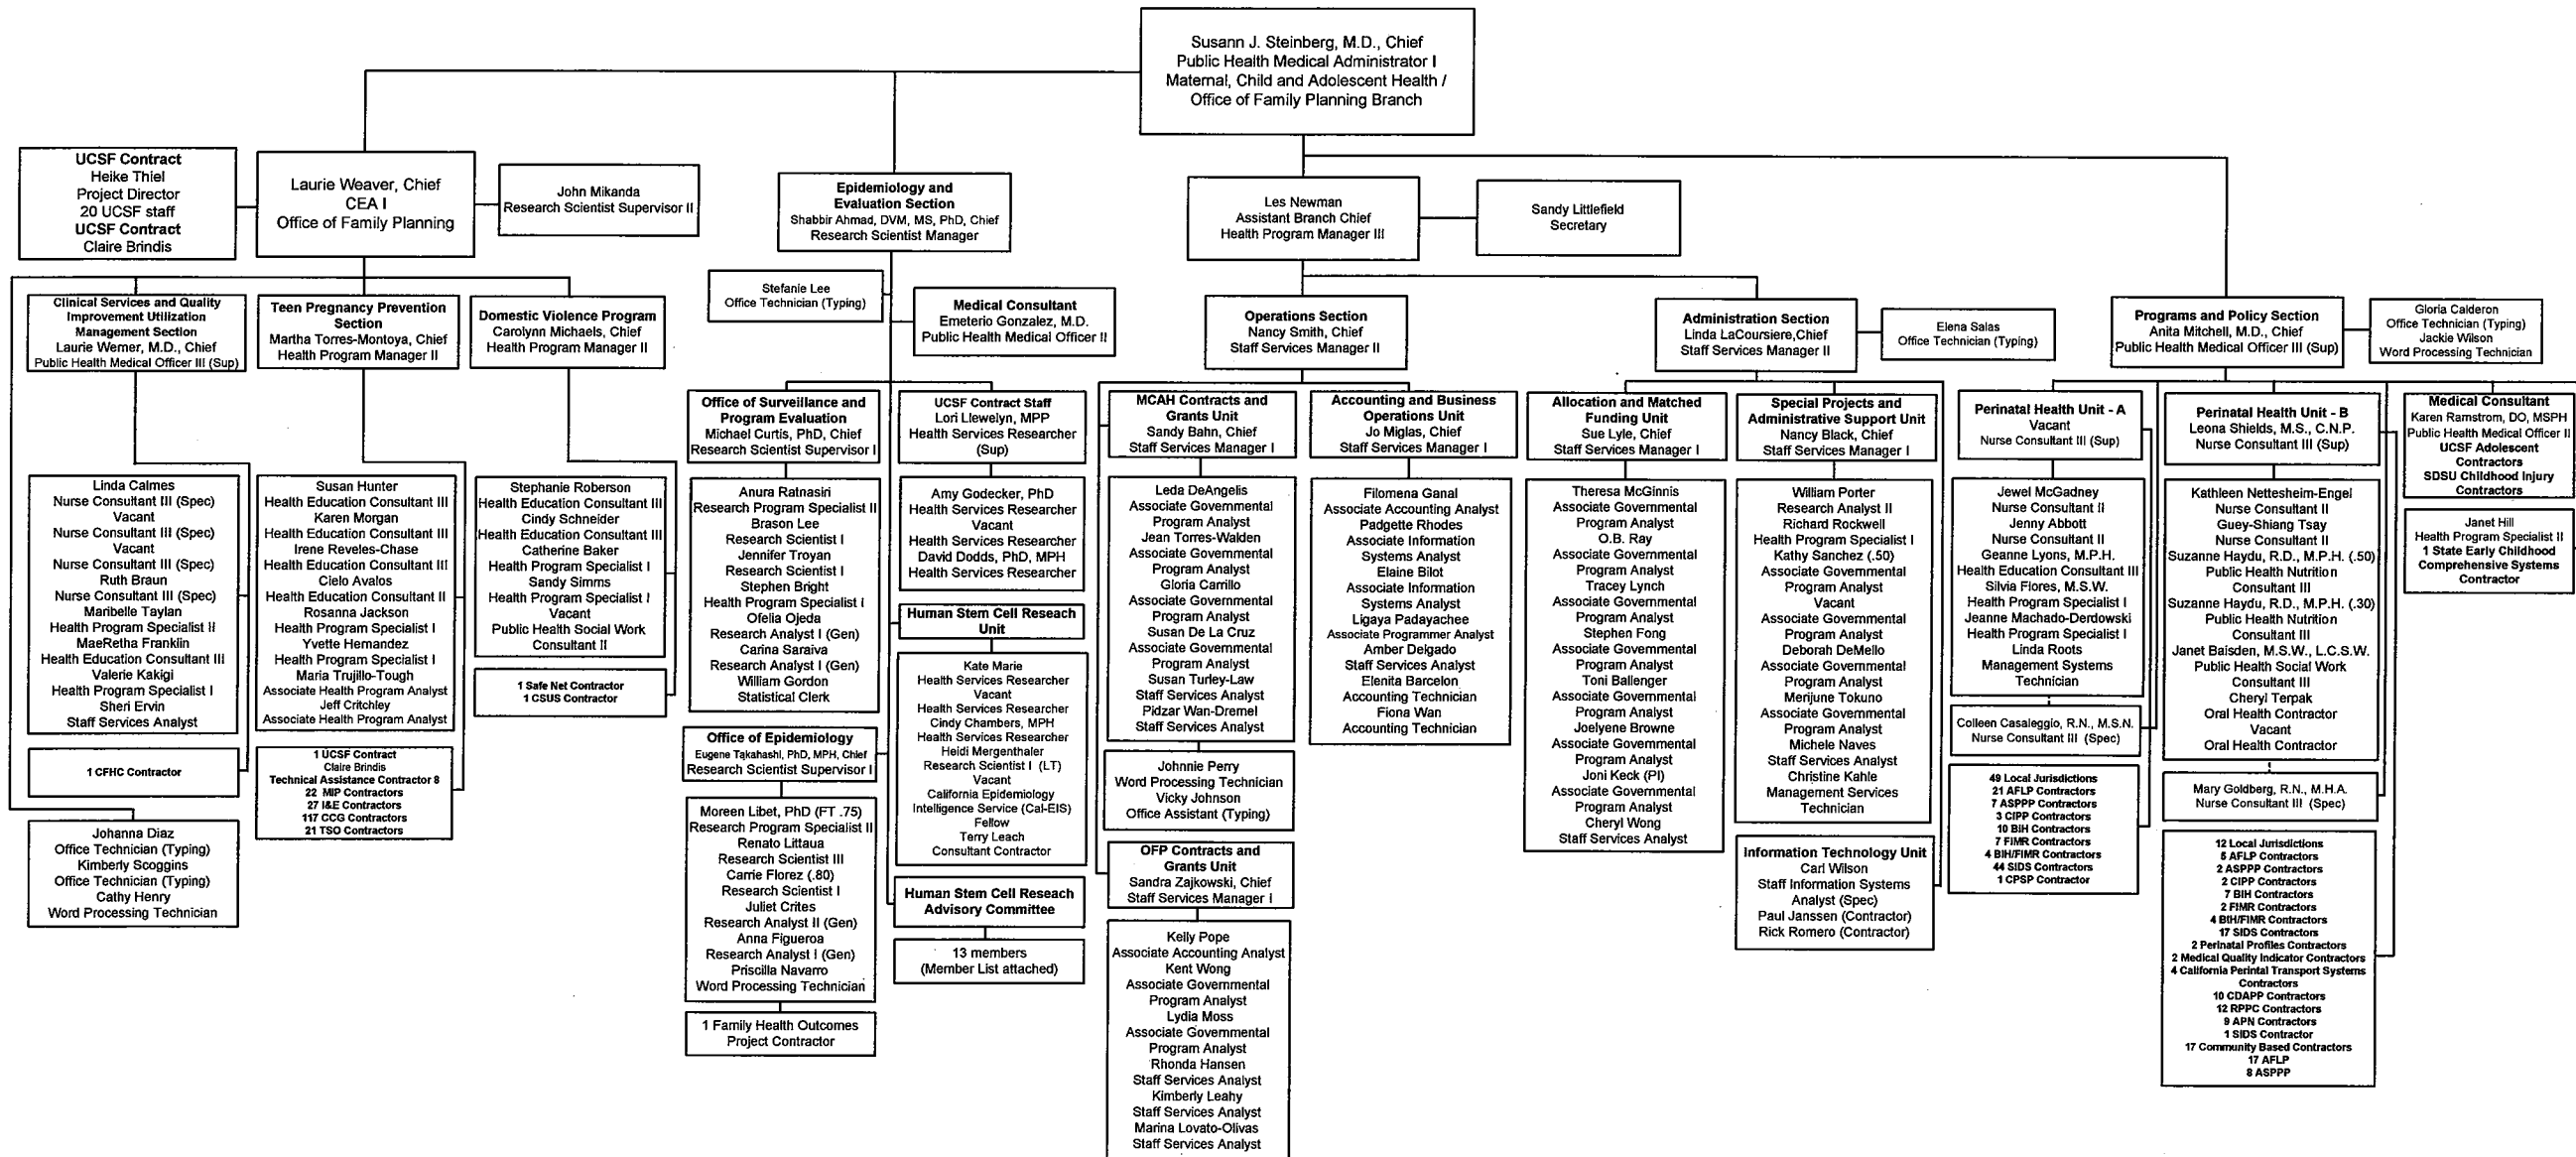 Susann J. Steinberg, M.D., Chief
Public Health Medical Administrator I
Maternal, Child and Adolescent Health /
Office of Family Planning Branch
UCSF Contract
Heike Thiel
Project Director
20 UCSF staff
UCSF Contract
Claire Brindis
Laurie Weaver, Chief
CEA I
Office of Family Planning
John Mikanda
Research Scientist Supervisor II
Epidemiology and
Evaluation Section
Shabbir Ahmad, DVM, MS, PhD, Chief
Research Scientist Manager
Les Newman
Assistant Branch Chief
Health Program Manager III
Sandy Littlefield
Secretary
Stefanie Lee
Office Technician (Typing)
Medical Consultant
Emeterio Gonzalez, M.D.
Public Health Medical Officer II
Clinical Services and Quality
Improvement Utilization
Management Section
Laurie Werner, M.D., Chief
Public Health Medical Officer III (Sup)
Teen Pregnancy Prevention
Section
Martha Torres-Montoya, Chief
Health Program Manager II
Domestic Violence Program
Carolynn Michaels, Chief
Health Program Manager II
Operations Section
Nancy Smith, Chief
Staff Services Manager II
Administration Section
Linda LaCoursiere,Chief
Staff Services Manager II
Elena Salas
Office Technician (Typing)
Programs and Policy Section
Anita Mitchell, M.D., Chief
Public Health Medical Officer III (Sup)
Gloria Calderon
Office Technician (Typing)
Jackie Wilson
Word Processing Technician
Office of Surveillance and
Program Evaluation
Michael Curtis, PhD, Chief
Research Scientist Supervisor I
UCSF Contract Staff
Lori Llewelyn, MPP
Health Services Researcher
(Sup)
MCAH Contracts and
Grants Unit
Sandy Bahn, Chief
Staff Services Manager I
Accounting and Business
Operations Unit
Jo Miglas, Chief
Staff Services Manager I
Allocation and Matched
Funding Unit
Sue Lyle, Chief
Staff Services Manager I
Special Projects and
Administrative Support Unit
Nancy Black, Chief
Staff Services Manager I
Perinatal Health Unit - A
Vacant
Nurse Consultant III (Sup)
Perinatal Health Unit - B
Leona Shields, M.S., C.N.P.
Nurse Consultant III (Sup)
Medical Consultant
Karen Ramstrom, DO, MSPH
Public Health Medical Officer II
UCSF Adolescent
Contractors
SDSU Childhood Injury
Contractors
Linda Calmes
Nurse Consultant III (Spec)
Vacant
Nurse Consultant III (Spec)
Vacant
Nurse Consultant III (Spec)
Ruth Braun
Nurse Consultant III (Spec)
Maribelle Taylan
Health Program Specialist II
MaeRetha Franklin
Health Education Consultant III
Valerie Kakigi
Health Program Specialist I
Sheri Ervin
Staff Services Analyst
Susan Hunter
Health Education Consultant III
Karen Morgan
Health Education Consultant III
Irene Reveles-Chase
Health Education Consultant III
Cielo Avalos
Health Education Consultant II
Rosanna Jackson
Health Program Specialist I
Yvette Hernandez
Health Program Specialist I
Maria Trujillo-Tough
Associate Health Program Analyst
Jeff Critchley
Associate Health Program Analyst
Stephanie Roberson
Health Education Consultant III
Cindy Schneider
Health Education Consultant III
Catherine Baker
Health Program Specialist I
Sandy Simms
Health Program Specialist I
Vacant
Public Health Social Work
Consultant II
1 Safe Net Contractor
1 CSUS Contractor
1 CFHC Contractor
1 UCSF Contract
Claire Brindis
Technical Assistance Contractor 8
22 MIP Contractors
27 I&E Contractors
117 CCG Contractors
21 TSO Contractors
Johanna Diaz
Office Technician (Typing)
Kimberly Scoggins
Office Technician (Typing)
Cathy Henry
Word Processing Technician
Anura Ratnasiri
Research Program Specialist II
Brason Lee
Research Scientist I
Jennifer Troyan
Research Scientist I
Stephen Bright
Health Program Specialist I
Ofelia Ojeda
Research Analyst I (Gen)
Carina Saraiva
Research Analyst I (Gen)
William Gordon
Statistical Clerk
Office of Epidemiology
Eugene Takahashi, PhD, MPH, Chief
Research Scientist Supervisor I
Moreen Libet, PhD (FT .75)
Research Program Specialist II
Renato Littaua
Research Scientist III
Carrie Florez (.80)
Research Scientist I
Juliet Crites
Research Analyst II (Gen)
Anna Figueroa
Research Analyst I (Gen)
Priscilla Navarro
Word Processing Technician
1 Family Health Outcomes
Project Contractor
Amy Godecker, PhD
Health Services Researcher
Vacant
Health Services Researcher
David Dodds, PhD, MPH
Health Services Researcher
Human Stem Cell Reseach
Unit
Kate Marie
Health Services Researcher
Vacant
Health Services Researcher
Cindy Chambers, MPH
Health Services Researcher
Heidi Mergenthaler
Research Scientist I (LT)
Vacant
California Epidemiology
Intelligence Service (Cal-EIS)
Fellow
Terry Leach
Consultant Contractor
Human Stem Cell Reseach
Advisory Committee
13 members
(Member List attached)
Leda DeAngelis
Associate Governmental
Program Analyst
Jean Torres-Walden
Associate Governmental
Program Analyst
Gloria Carrillo
Associate Governmental
Program Analyst
Susan De La Cruz
Associate Governmental
Program Analyst
Susan Turley-Law
Staff Services Analyst
Pidzar Wan-Dremel
Staff Services Analyst
Johnnie Perry
Word Processing Technician
Vicky Johnson
Office Assistant (Typing)
OFP Contracts and
Grants Unit
Sandra Zajkowski, Chief
Staff Services Manager I
Kelly Pope
Associate Accounting Analyst
Kent Wong
Associate Governmental
Program Analyst
Lydia Moss
Associate Governmental
Program Analyst
Rhonda Hansen
Staff Services Analyst
Kimberly Leahy
Staff Services Analyst
Marina Lovato-Olivas
Staff Services Analyst
Filomena Ganal
Associate Accounting Analyst
Padgette Rhodes
Associate Information
Systems Analyst
Elaine Bilot
Associate Information
Systems Analyst
Ligaya Padayachee
Associate Programmer Analyst
Amber Delgado
Staff Services Analyst
Elenita Barcelon
Accounting Technician
Fiona Wan
Accounting Technician
Theresa McGinnis
Associate Governmental
Program Analyst
O.B. Ray
Associate Governmental
Program Analyst
Tracey Lynch
Associate Governmental
Program Analyst
Stephen Fong
Associate Governmental
Program Analyst
Toni Ballenger
Associate Governmental
Program Analyst
Joelyene Browne
Associate Governmental
Program Analyst
Joni Keck (PI)
Associate Governmental
Program Analyst
Cheryl Wong
Staff Services Analyst
William Porter
Research Analyst II
Richard Rockwell
Health Program Specialist I
Kathy Sanchez (.50)
Associate Governmental
Program Analyst
Vacant
Associate Governmental
Program Analyst
Deborah DeMello
Associate Governmental
Program Analyst
Merijune Tokuno
Associate Governmental
Program Analyst
Michele Naves
Staff Services Analyst
Christine Kahle
Management Services
Technician
Information Technology Unit
Carl Wilson
Staff Information Systems
Analyst (Spec)
Paul Janssen (Contractor)
Rick Romero (Contractor)
Jewel McGadney
Nurse Consultant II
Jenny Abbott
Nurse Consultant II
Geanne Lyons, M.P.H.
Health Education Consultant III
Silvia Flores, M.S.W.
Health Program Specialist I
Jeanne Machado-Derdowski
Health Program Specialist I
Linda Roots
Management Systems
Technician
Colleen Casaleggio, R.N., M.S.N.
Nurse Consultant III (Spec)
49 Local Jurisdictions
21 AFLP Contractors
7 ASPPP Contractors
3 CIPP Contractors
10 BIH Contractors
7 FIMR Contractors
4 BIH/FIMR Contractors
44 SIDS Contractors
1 CPSP Contractor
Kathleen Nettesheim-Engel
Nurse Consultant II
Guey-Shiang Tsay
Nurse Consultant II
Suzanne Haydu, R.D., M.P.H. (.50)
Public Health Nutrition
Consultant III
Suzanne Haydu, R.D., M.P.H. (.30)
Public Health Nutrition
Consultant III
Janet Baisden, M.S.W., L.C.S.W.
Public Health Social Work
Consultant III
Cheryl Terpak
Oral Health Contractor
Vacant
Oral Health Contractor
Mary Goldberg, R.N., M.H.A.
Nurse Consultant III (Spec)
12 Local Jurisdictions
5 AFLP Contractors
2 ASPPP Contractors
2 CIPP Contractors
7 BIH Contractors
2 FIMR Contractors
4 BIH/FIMR Contractors
17 SIDS Contractors
2 Perinatal Profiles Contractors
2 Medical Quality Indicator Contractors
4 California Perintal Transport Systems
Contractors
10 CDAPP Contractors
12 RPPC Contractors
9 APN Contractors
1 SIDS Contractor
17 Community Based Contractors
17 AFLP
8 ASPPP
Janet Hill
Health Program Specialist II
1 State Early Childhood
Comprehensive Systems
Contractor